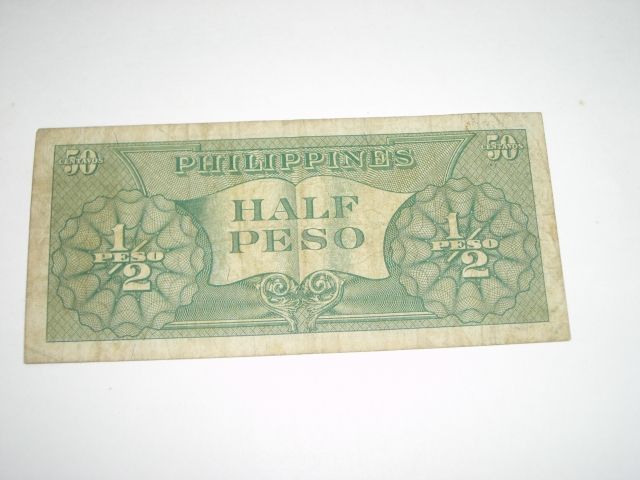 50 CENTAVOS
PHILIPPINES
50 CENTAVOS
1/2 PESO
HALF
PESO
1/2 PESO